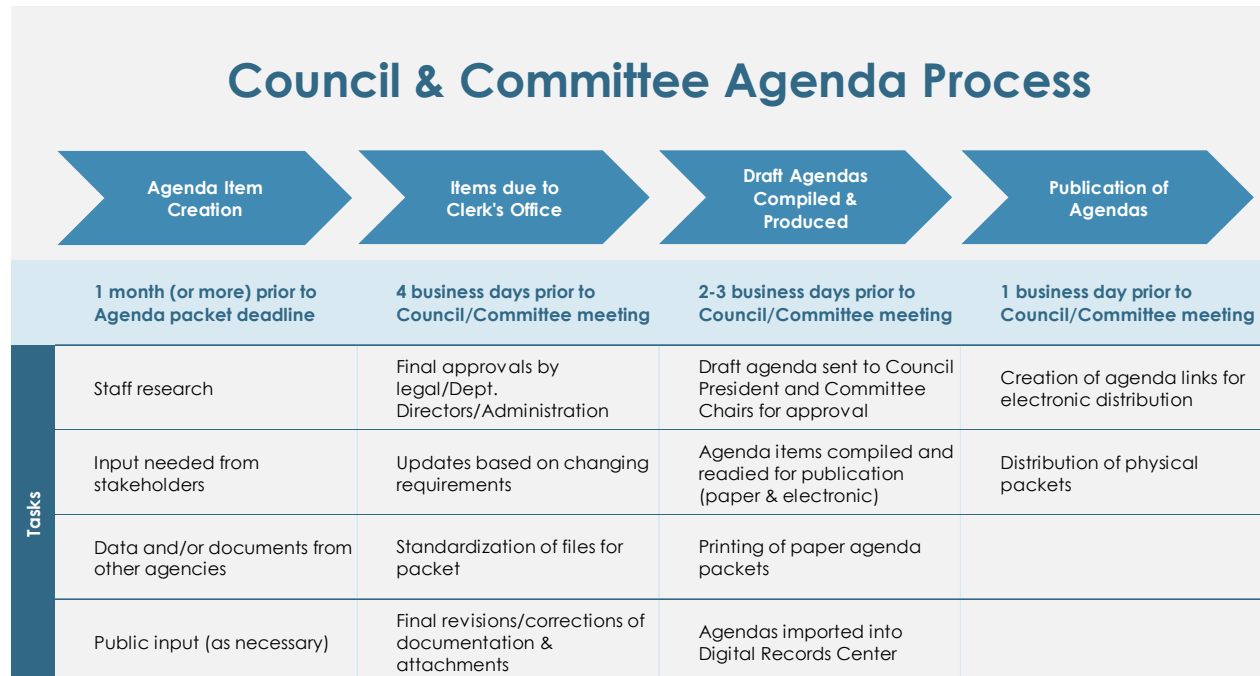 Council & Committee Agenda Process
Agenda Item
Creation
Items due to
Clerk's Office
Draft Agendas
Compiled &
Produced
Publication of
Agendas
1 month (or more) prior to
Agenda packet deadline
4 business days prior to
Council/Committee meeting
2-3 business days prior to
Council/Committee meeting
1 business day prior to
Council/Committee meeting
Tasks
Staff research
Final approvals by
legal/Dept.
Directors/Administration
Draft agenda sent to Council
President and Committee
Chairs for approval
Creation of agenda links for
electronic distribution
Input needed from
stakeholders
Updates based on changing
requirements
Agenda items compiled and
readied for publication
(paper & electronic)
Distribution of physical
packets
Data and/or documents from
other agencies
Standardization of files for
packet
Printing of paper agenda
packets
Public input (as necessary)
Final revisions/corrections of
documentation &
attachments
Agendas imported into
Digital Records Center